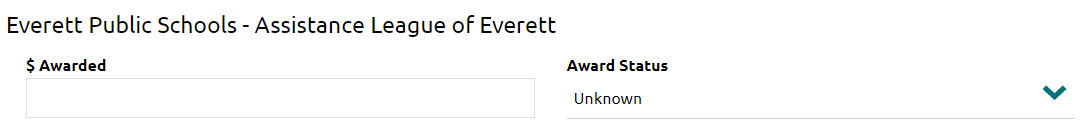 Everett Public Schools - Assistance League of Everett
$ Awarded
Award Status
Unknown